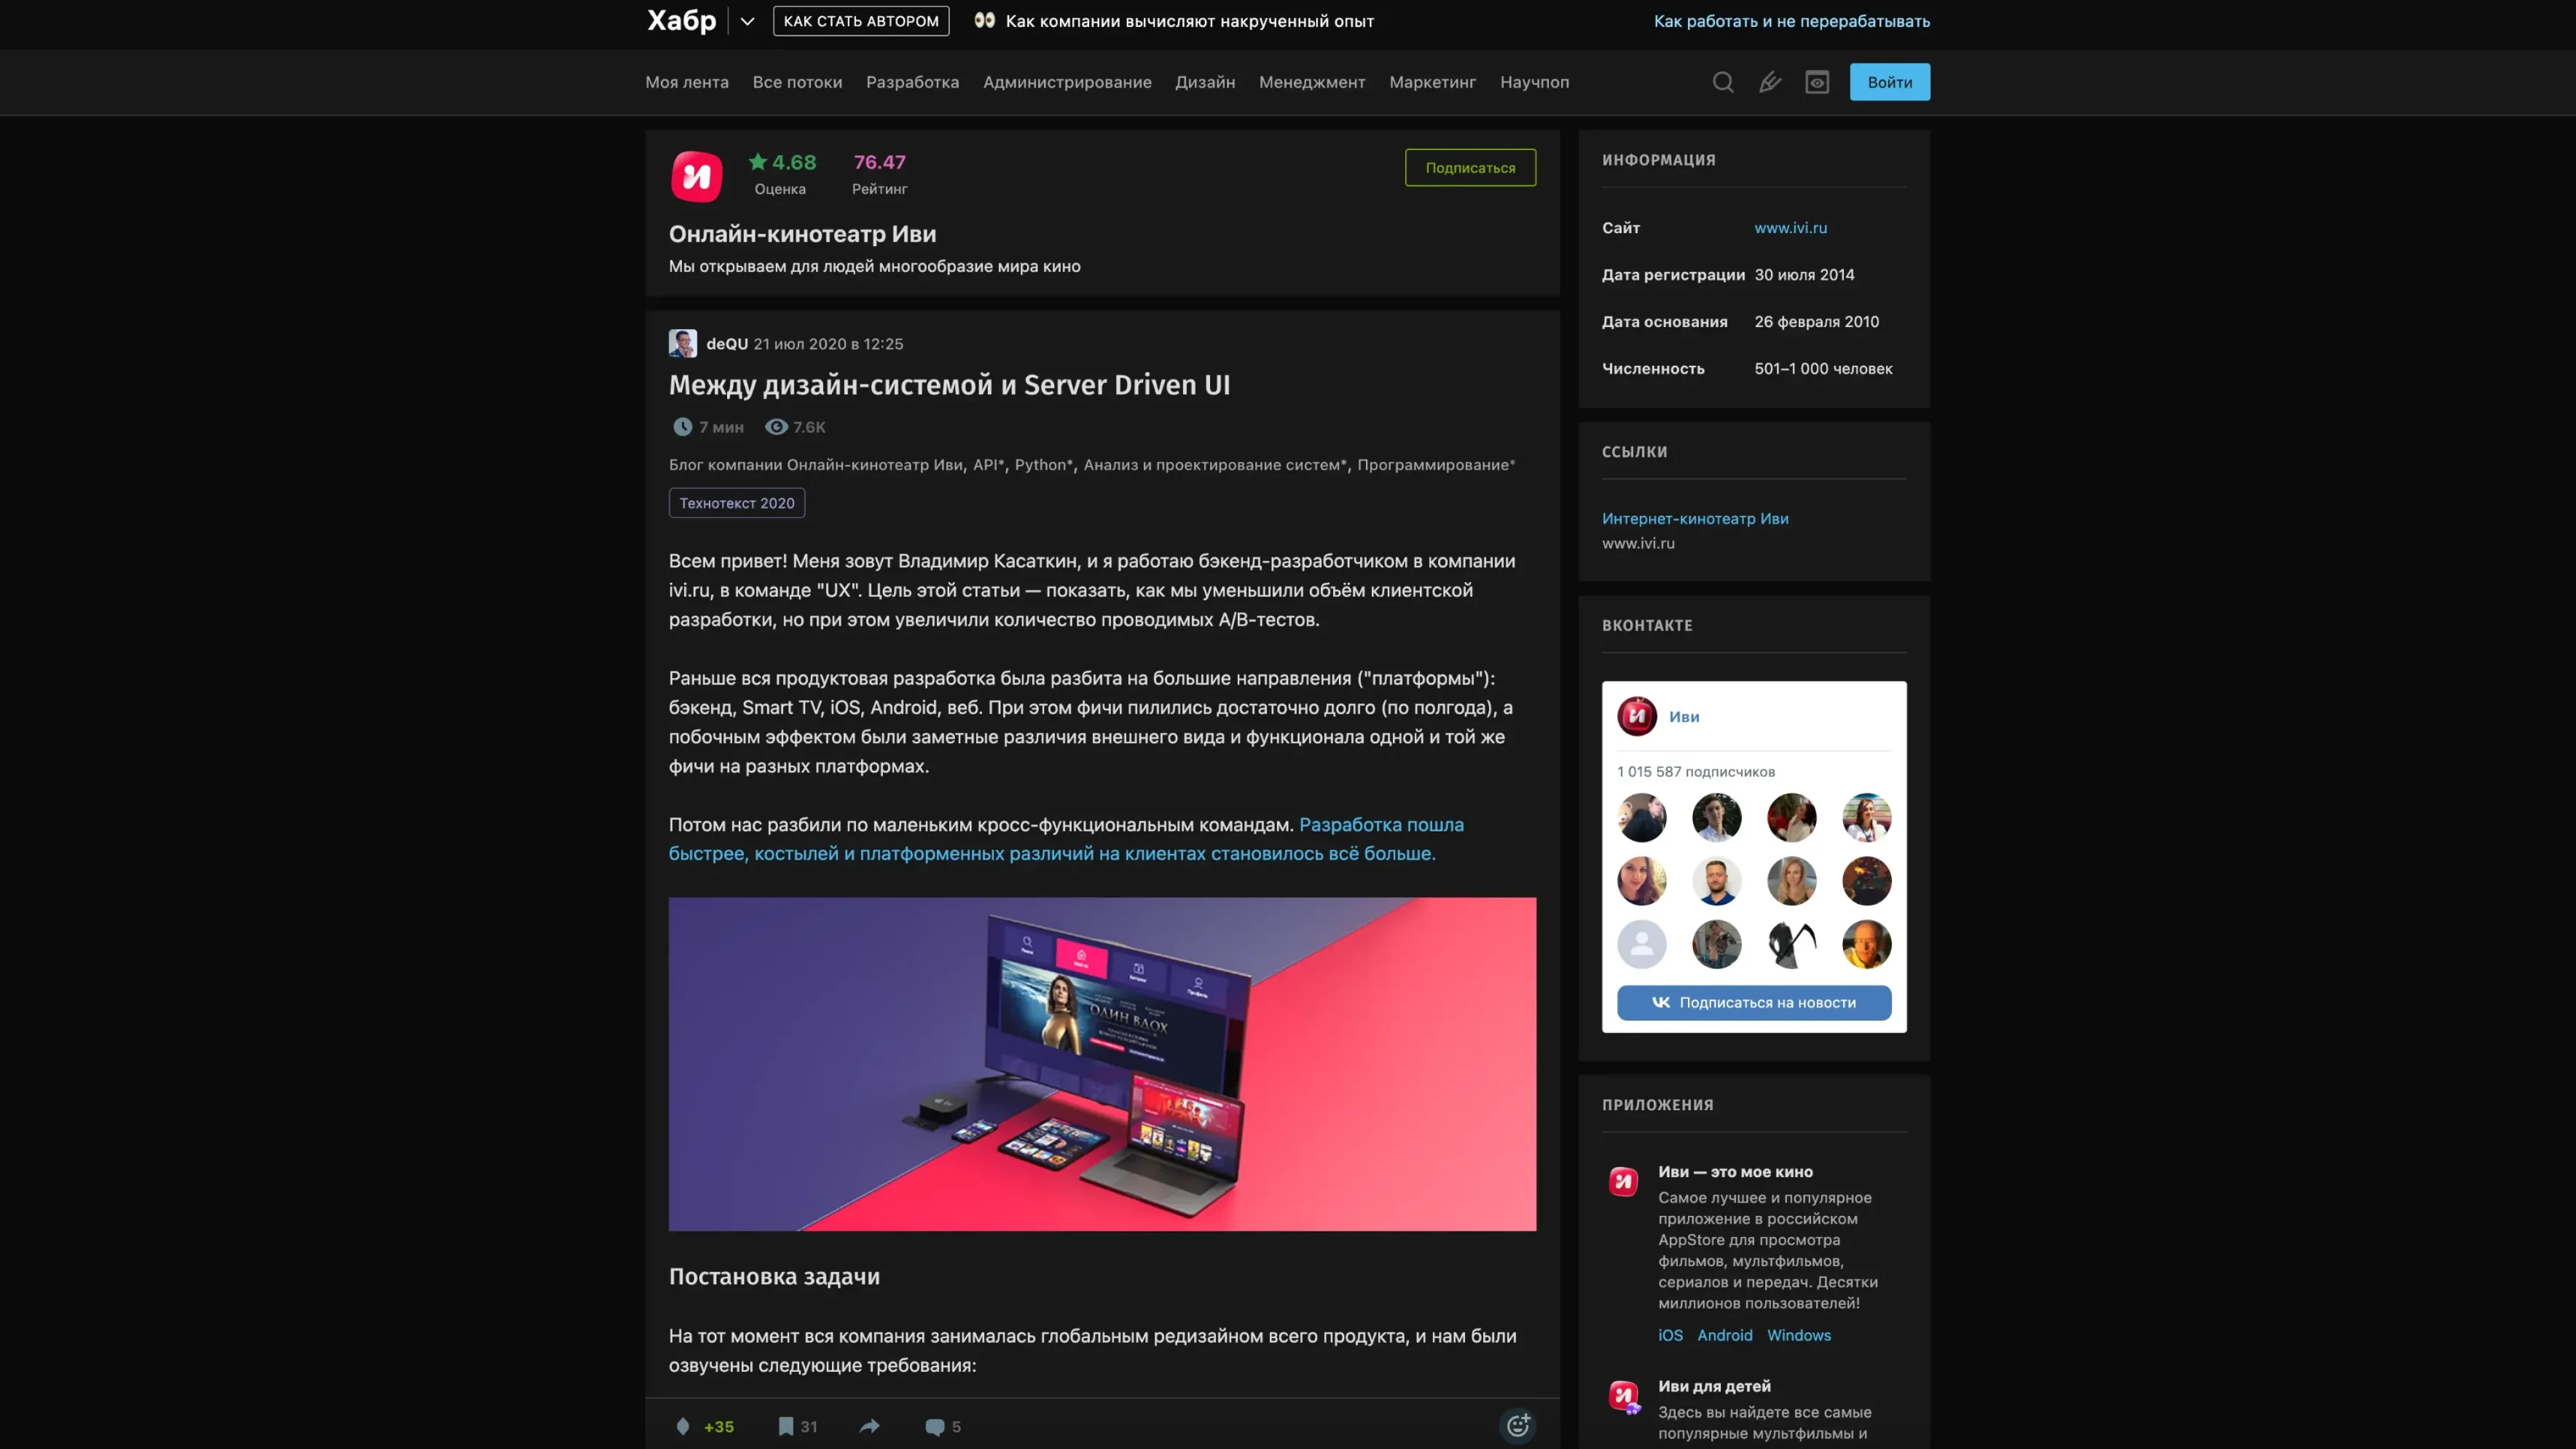 Хабр
КАК СТАТЬ АВТОРОМ
Как компании вычисляют накрученный опыт
Как работать и не перерабатывать
Моя лента Все потоки Разработка Администрирование Дизайн Менеджмент Маркетинг Научпоп
Войти
4.68 76.47
Оценка Рейтинг
Подписаться
Онлайн-кинотеатр Иви
Мы открываем для людей многообразие мира кино
deQU 21 июл 2020 в 12:25
Между дизайн-системой и Server Driven UI
7 мин 7.6K
Блог компании Онлайн-кинотеатр Иви, API*, Python*, Анализ и проектирование систем*, Программирование*
Технотекст 2020
Всем привет! Меня зовут Владимир Касаткин, и я работаю бэкенд-разработчиком в компании
ivi.ru, в команде "UX". Цель этой статьи — показать, как мы уменьшили объём клиентской
разработки, но при этом увеличили количество проводимых A/B-тестов.
Раньше вся продуктовая разработка была разбита на большие направления ("платформы"):
бэкенд, Smart TV, iOS, Android, веб. При этом фичи пилились достаточно долго (по полгода), а
побочным эффектом были заметные различия внешнего вида и функционала одной и той же
фичи на разных платформах.
Потом нас разбили по маленьким кросс-функциональным командам. Разработка пошла
быстрее, костылей и платформенных различий на клиентах становилось всё больше.
ОДИН ВДОХ
Постановка задачи
На тот момент вся компания занималась глобальным редизайном всего продукта, и нам были
озвучены следующие требования:
+35 31 5
ИНФОРМАЦИЯ
Сайт www.ivi.ru
Дата регистрации 30 июля 2014
Дата основания 26 февраля 2010
Численность 501–1 000 человек
ССЫЛКИ
Интернет-кинотеатр Иви
www.ivi.ru
ВКОНТАКТЕ
Иви
1 015 587 подписчиков
Подписаться на новости
ПРИЛОЖЕНИЯ
Иви — это мое кино
Самое лучшее и популярное
приложение в российском
AppStore для просмотра
фильмов, мультфильмов,
сериалов и передач. Десятки
миллионов пользователей!
iOS Android Windows
Иви для детей
Здесь вы найдете все самые
популярные мультфильмы и